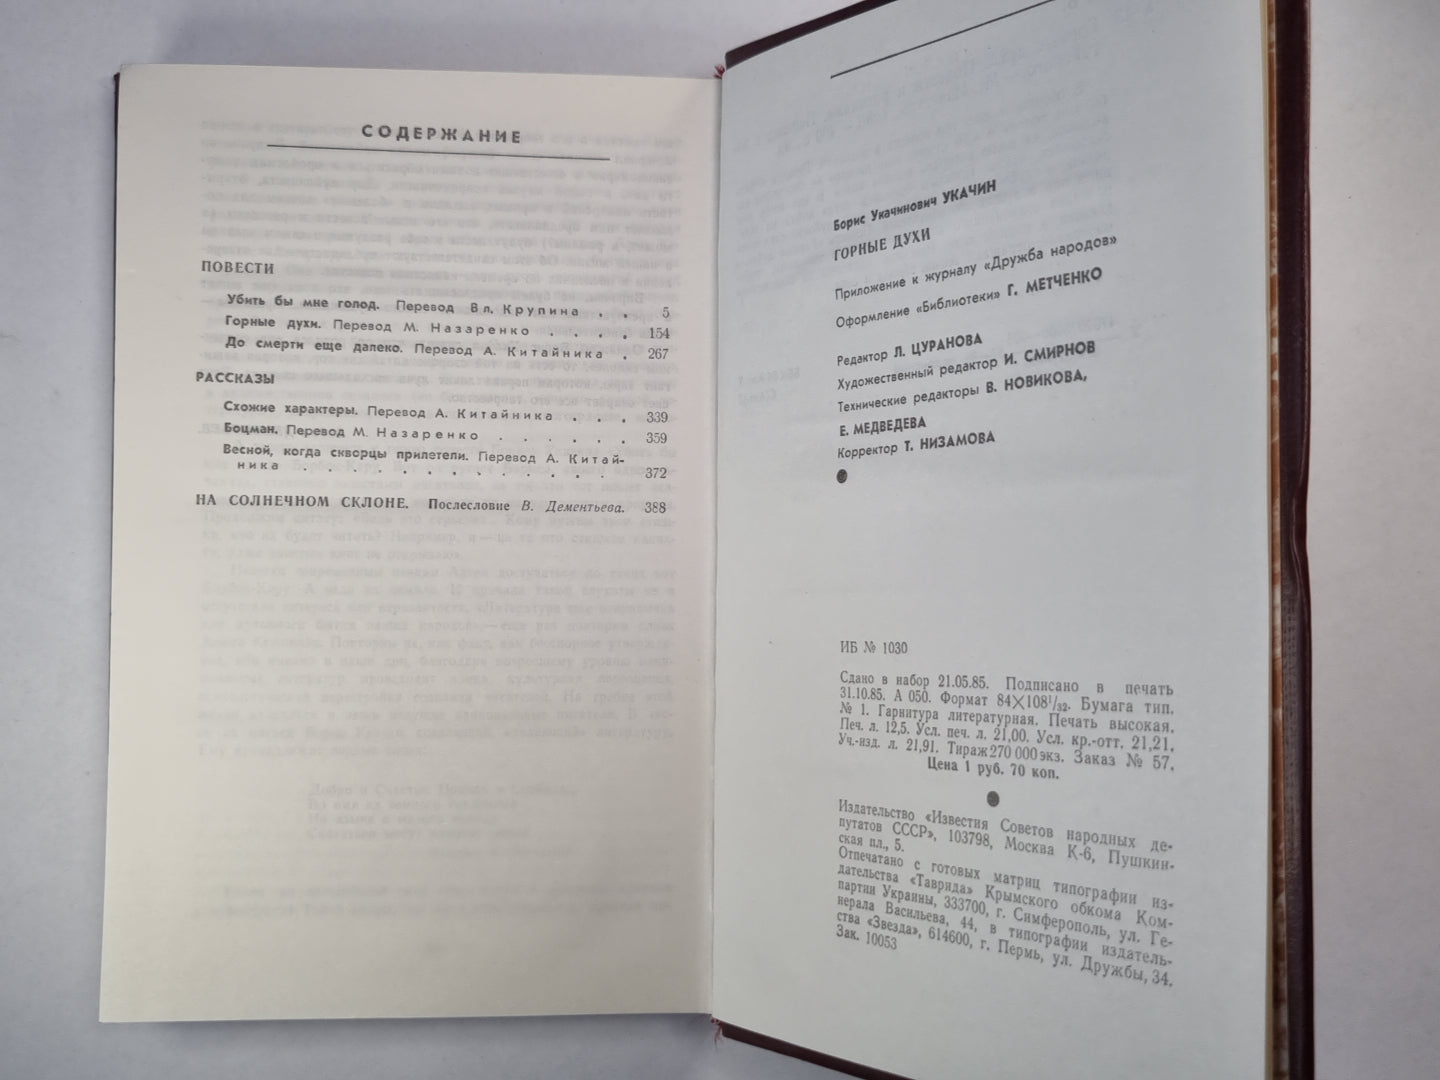 СОДЕРЖАНИЕ
ПОВЕСТИ
Убить бы мне голод. Перевод Вл. Крупина . . 5
Горные духи. Перевод М. Назаренко . . . . 154
До смерти еще далеко. Перевод А. Китайника . 267
РАССКАЗЫ
Схожие характеры. Перевод А. Китайника . . . 339
Боцман. Перевод М. Назаренко . . . . . . 359
Весной, когда скворцы прилетели. Перевод А. Китай-
ника . . . . . . . . . . . . . 372
НА СОЛНЕЧНОМ СКЛОНЕ. Послесловие В. Дементьева. 388
Борис Укачинович УКАЧИН
ГОРНЫЕ ДУХИ
Приложение к журналу «Дружба народов»
Оформление «Библиотеки» Г. МЕТЧЕНКО
Редактор Л. ЦУРАНОВА
Художественный редактор И. СМИРНОВ
Технические редакторы В. НОВИКОВА,
Е. МЕДВЕДЕВА
Корректор Т. НИЗАМОВА
ИБ № 1030
Сдано в набор 21.05.85. Подписано в печать
31.10.85. А 050. Формат 84×108¹/₃₂. Бумага тип.
№ 1. Гарнитура литературная. Печать высокая.
Печ. л. 12,5. Усл. печ. л. 21,00. Усл. кр.-отт. 21,21.
Уч.-изд. л. 21,91. Тираж 270 000 экз. Заказ № 57.
Цена 1 руб. 70 коп.
Издательство «Известия Советов народных де-
путатов СССР», 103798, Москва К-6, Пушкин-
ская пл., 5.
Отпечатано с готовых матриц типографии из-
дательства «Таврида» Крымского обкома Ком-
партии Украины, 333700, г. Симферополь, ул. Ге-
нерала Васильева, 44, в типографии издатель-
ства «Звезда», 614600, г. Пермь, ул. Дружбы, 34.
Зак. 10053